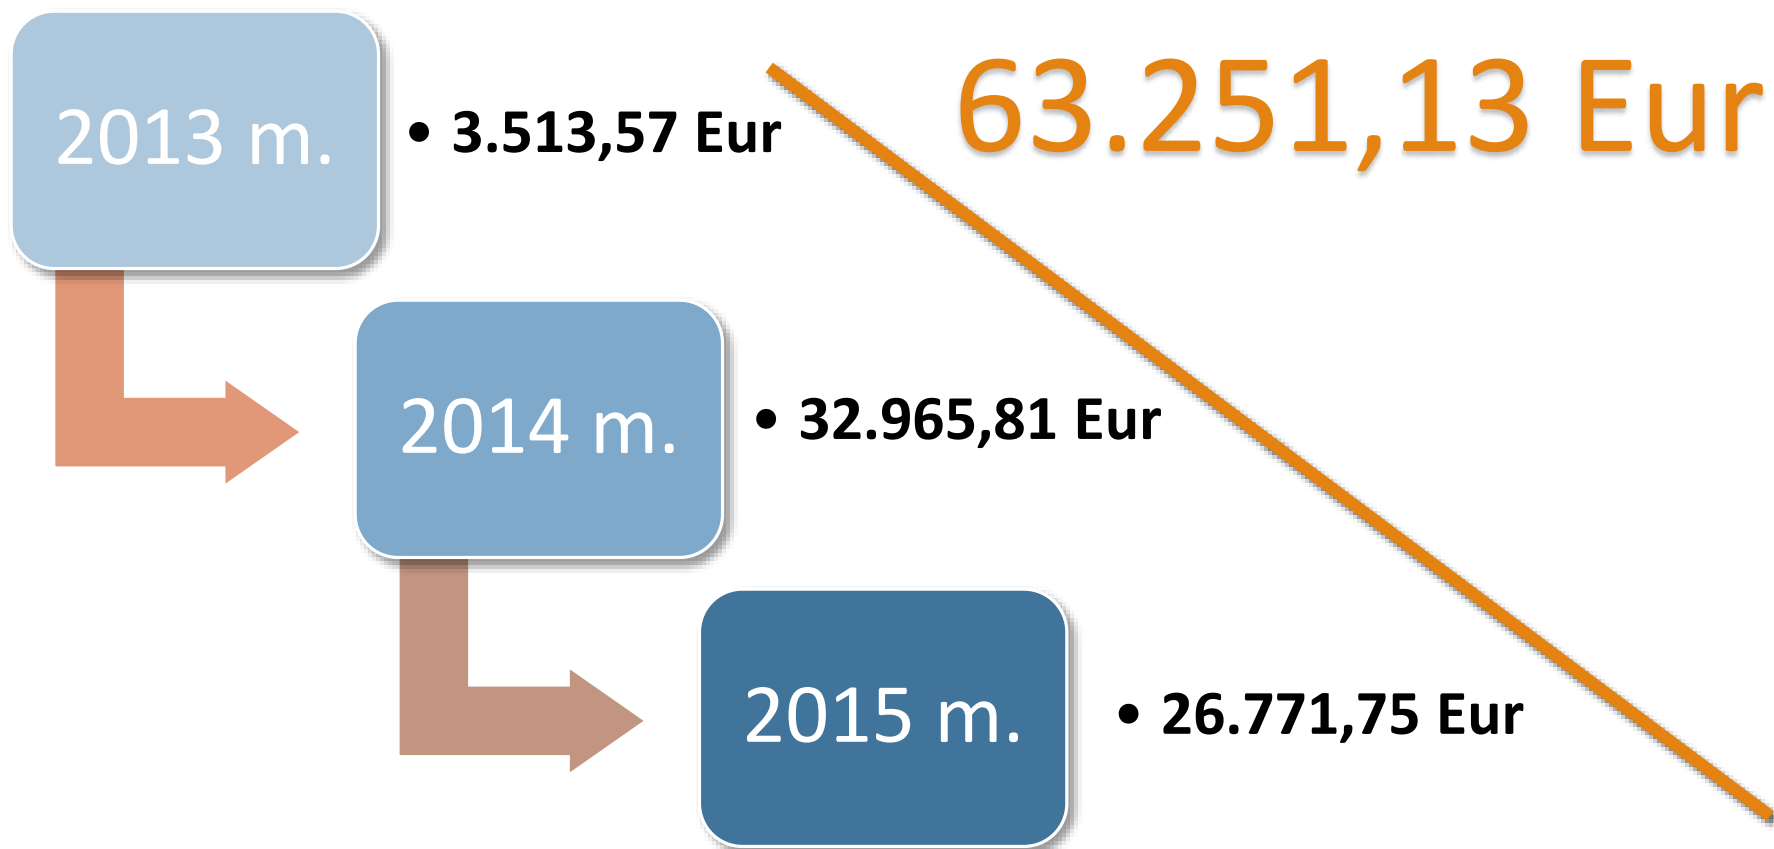 2013 m.
• 3.513,57 Eur
63.251,13 Eur
2014 m.
• 32.965,81 Eur
2015 m.
• 26.771,75 Eur